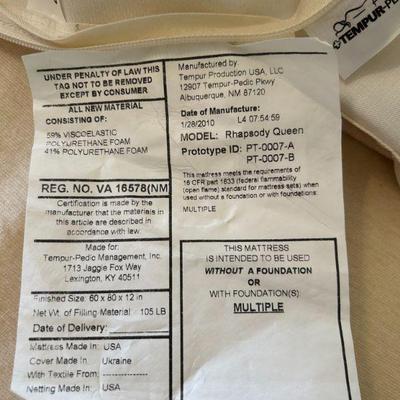 TEMPUR-PE
UNDER PENALTY OF LAW THIS
TAG NOT TO BE REMOVED
EXCEPT BY CONSUMER
ALL NEW MATERIAL
CONSISTING OF:
59% VISCOELASTIC
POLYURETHANE FOAM
41% POLYURETHANE FOAM
REG. NO. VA 16578(NM)
Certification is made by the
manufacturer that the materials in
this article are described in
accordance with law.
Made for:
Tempur-Pedic Management, Inc.
1713 Jaggie Fox Way
Lexington, KY 40511
Finished Size: 60 x 80 x 12 in
Net Wt. of Filling Material: 105 LB
Date of Delivery:
Mattress Made In: USA
Cover Made In: Ukraine
With Textile From: --------------
Netting Made In: USA
Manufactured by
Tempur Production USA, LLC
12907 Tempur-Pedic Pkwy
Albuquerque, NM 87120
Date of Manufacture:
1/28/2010 L4 07:54:59
MODEL: Rhapsody Queen
Prototype ID: PT-0007-A
PT-0007-B
This mattress meets the requirements of
16 CFR part 1633 (federal flammability
(open flame) standard for mattress sets) when
used without a foundation or with foundations:
MULTIPLE
THIS MATTRESS
IS INTENDED TO BE USED
WITHOUT A FOUNDATION
OR
WITH FOUNDATION(S):
MULTIPLE